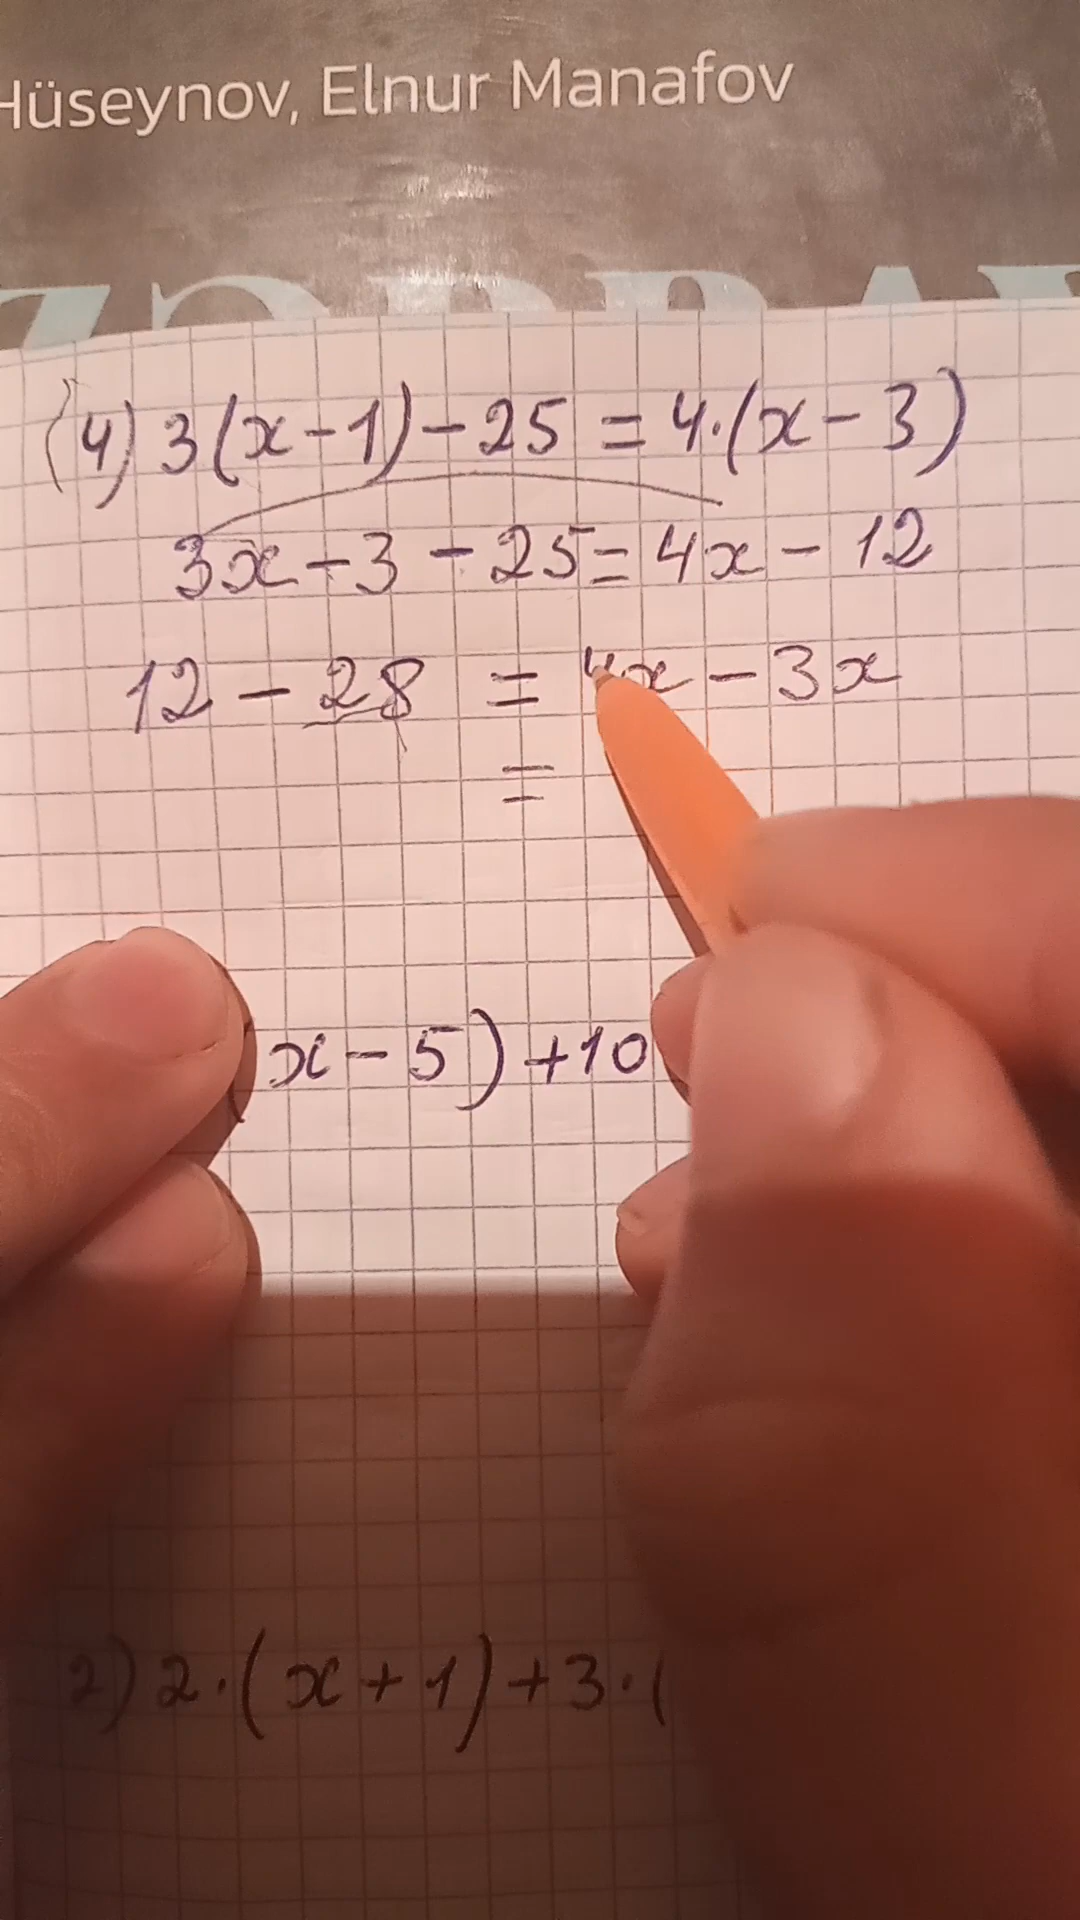 Hüseynov, Elnur Manafov
(4) 3(x-1)-25 = 4·(x-3)
3x-3-25 = 4x-12
12-28 = 4x-3x
=
(x-5)+10
2) 2·(x+1)+3·(